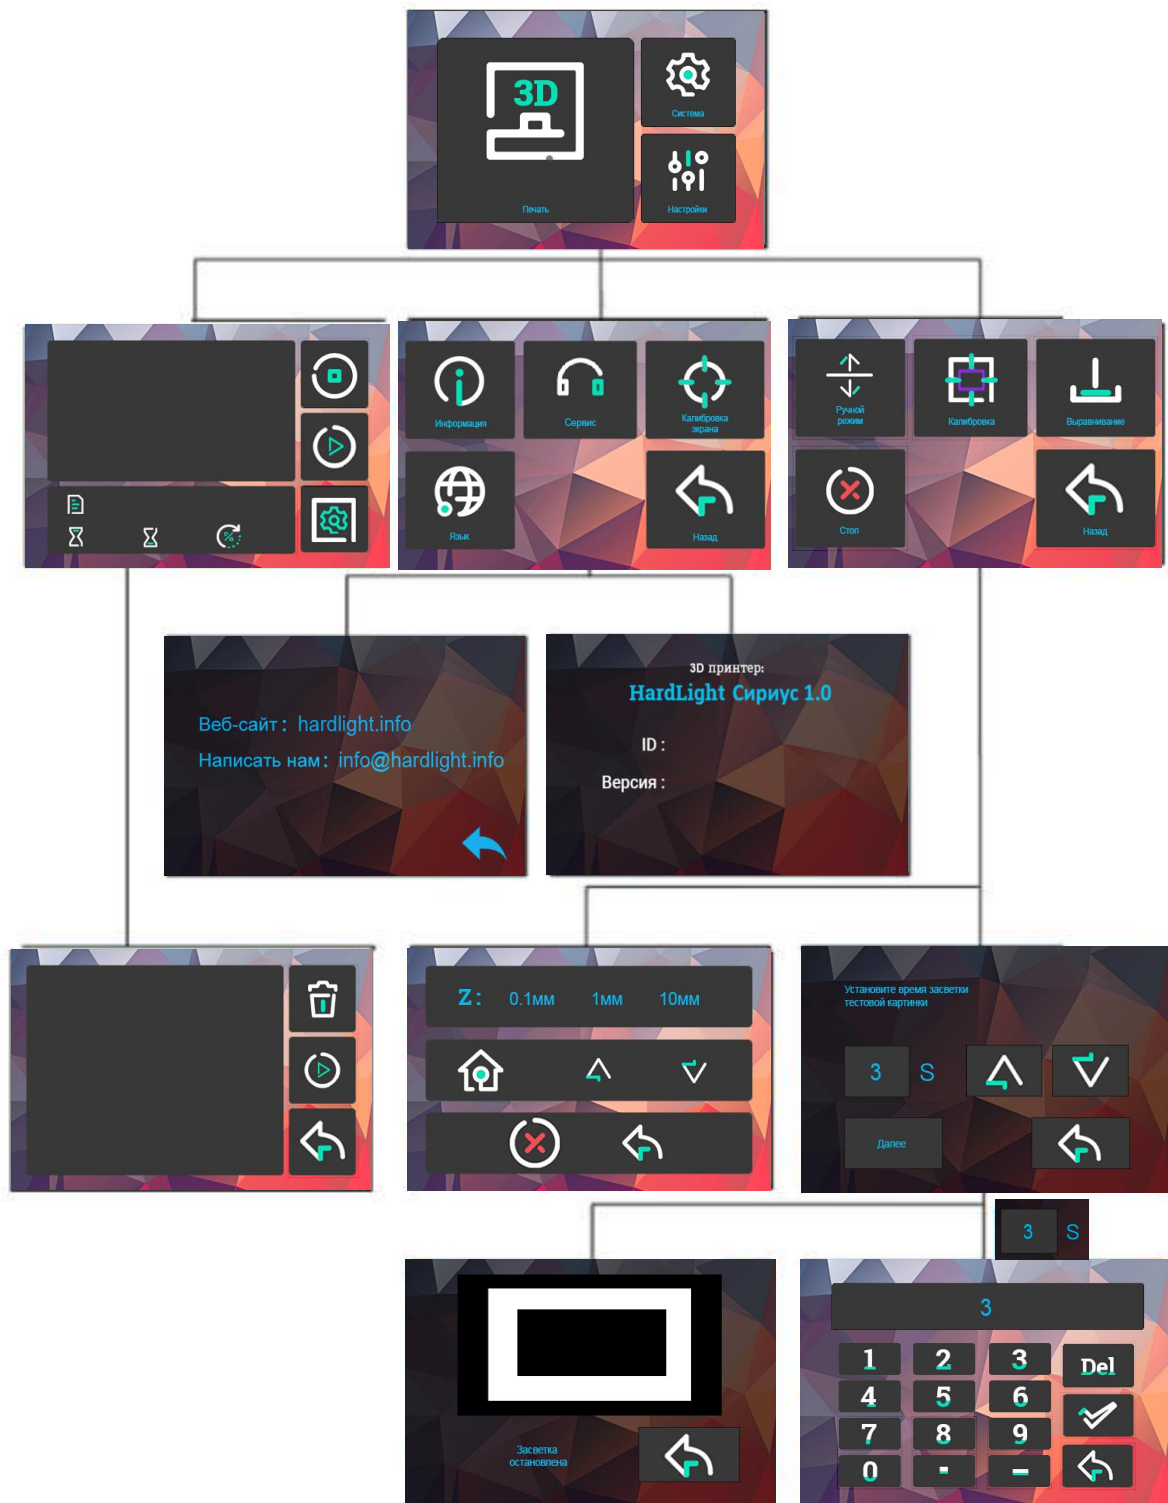 3D
Система
Печать
Настройки
Информация
Сервис
Калибровка
экрана
Язык
Назад
Ручной
режим
Калибровка
Выравнивание
Стоп
Назад
%
Веб-сайт: hardlight.info
Написать нам: info@hardlight.info
3D принтер:
HardLight Сириус 1.0
ID :
Версия :
Z: 0.1мм 1мм 10мм
Установите время засветки
тестовой картинки
3 S
Далее
3 S
Засветка
остановлена
3
1 2 3 Del
4 5 6
7 8 9
0 . -